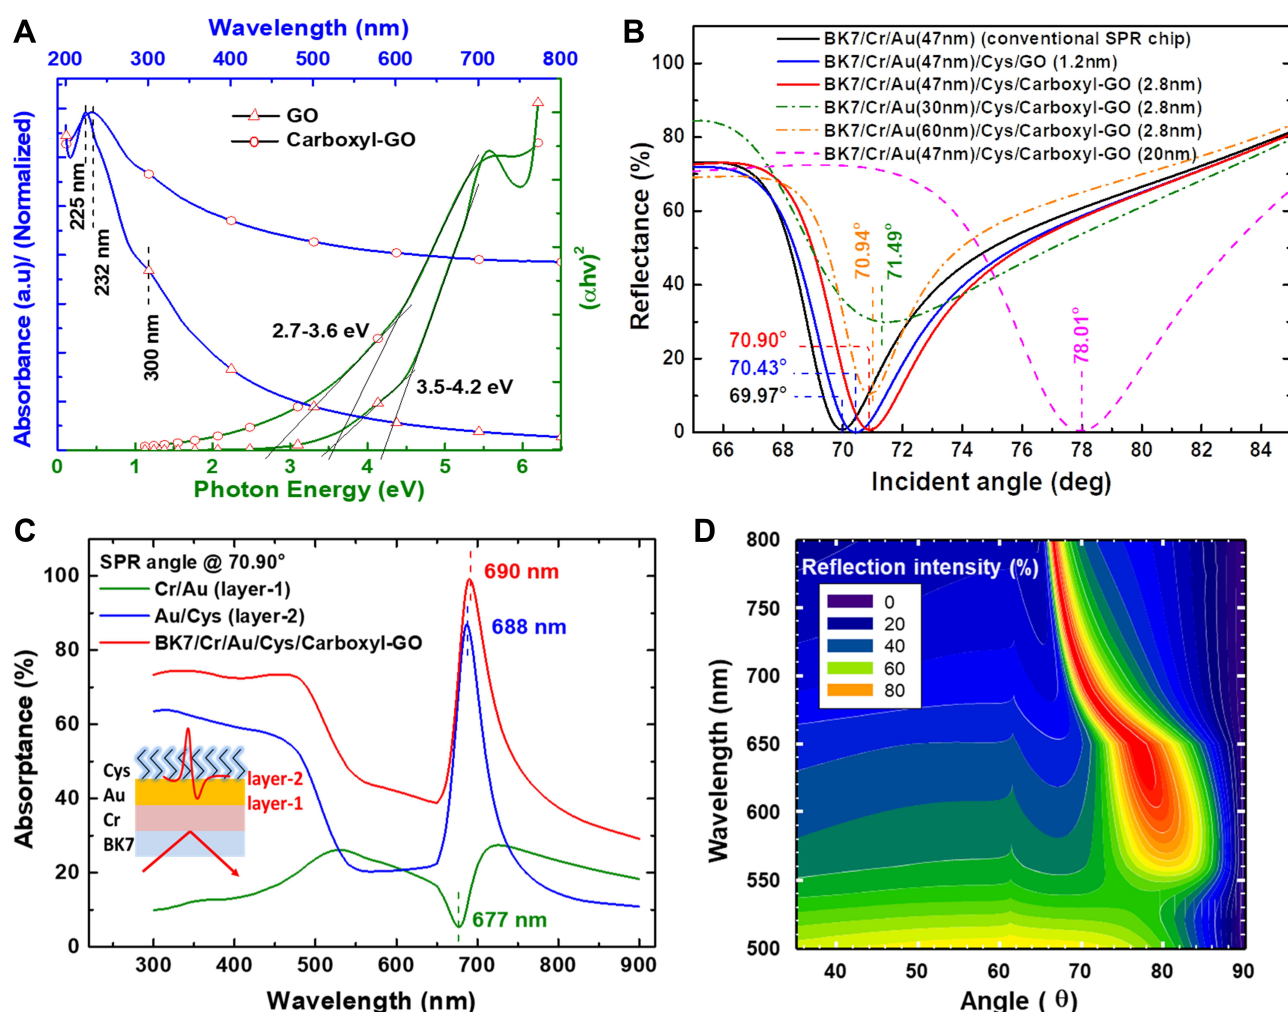 A
Wavelength (nm)
200 300 400 500 600 700 800
GO
Carboxyl-GO
225 nm
232 nm
300 nm
2.7-3.6 eV
3.5-4.2 eV
Absorbance (a.u)/ (Normalized)
(αhν)²
0 1 2 3 4 5 6
Photon Energy (eV)
B
BK7/Cr/Au(47nm) (conventional SPR chip)
BK7/Cr/Au(47nm)/Cys/GO (1.2nm)
BK7/Cr/Au(47nm)/Cys/Carboxyl-GO (2.8nm)
BK7/Cr/Au(30nm)/Cys/Carboxyl-GO (2.8nm)
BK7/Cr/Au(60nm)/Cys/Carboxyl-GO (2.8nm)
BK7/Cr/Au(47nm)/Cys/Carboxyl-GO (20nm)
100
80
60
40
20
0
Reflectance (%)
70.94°
71.49°
78.01°
70.90°
70.43°
69.97°
66 68 70 72 74 76 78 80 82 84
Incident angle (deg)
C
SPR angle @ 70.90°
Cr/Au (layer-1)
Au/Cys (layer-2)
BK7/Cr/Au/Cys/Carboxyl-GO
690 nm
688 nm
677 nm
100
80
60
40
20
0
Absorptance (%)
Cys
Au
Cr
BK7
layer-2
layer-1
300 400 500 600 700 800 900
Wavelength (nm)
D
Reflection intensity (%)
0
20
40
60
80
800
750
700
650
600
550
500
Wavelength (nm)
40 50 60 70 80 90
Angle ( θ)